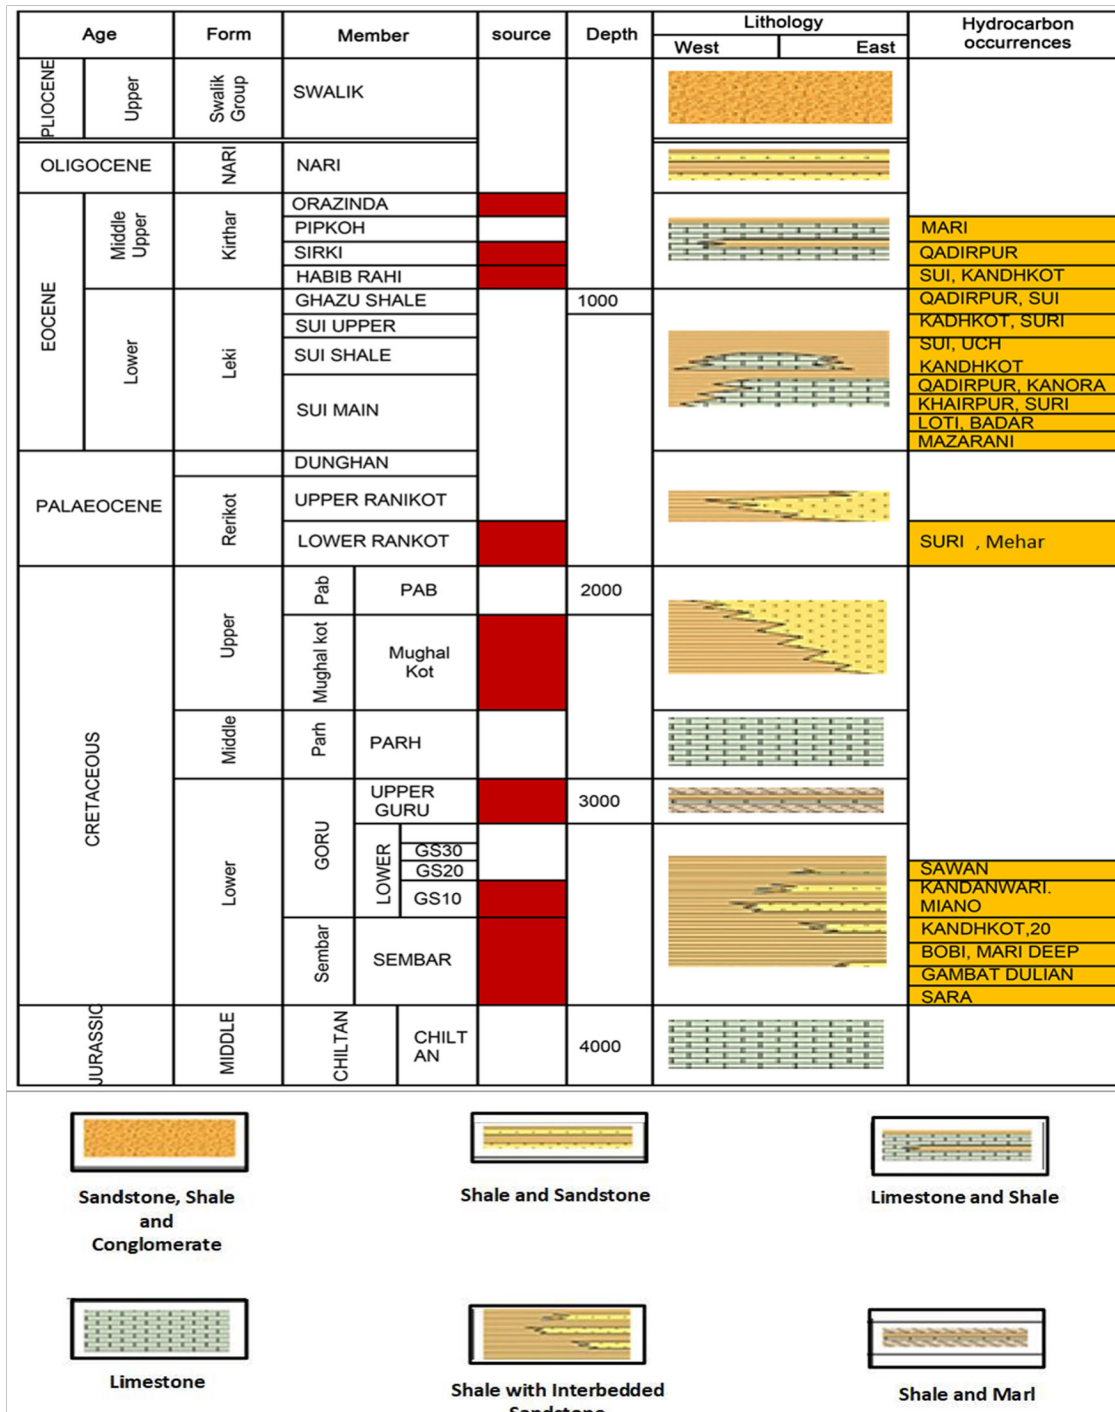 Age Form Member source Depth Lithology Hydrocarbon occurrences
West East
PLIOCENE Upper Swalik Group SWALIK
OLIGOCENE NARI NARI
EOCENE Middle Upper Kirthar ORAZINDA
PIPKOH MARI
SIRKI QADIRPUR
HABIB RAHI SUI, KANDHKOT
Lower Leki GHAZU SHALE 1000 QADIRPUR, SUI
SUI UPPER KADHKOT, SURI
SUI SHALE SUI, UCH
KANDHKOT
SUI MAIN QADIRPUR, KANORA
KHAIRPUR, SURI
LOTI, BADAR
MAZARANI
PALAEOCENE DUNGHAN
Rerikot UPPER RANIKOT
LOWER RANKOT SURI , Mehar
CRETACEOUS Upper Pab PAB 2000
Mughal kot Mughal Kot
Middle Parh PARH
Lower GORU UPPER GURU 3000
LOWER GS30
GS20 SAWAN
GS10 KANDANWARI.
MIANO
Sembar SEMBAR KANDHKOT,20
BOBI, MARI DEEP
GAMBAT DULIAN
SARA
JURASSIC MIDDLE CHILTAN CHILT AN 4000
Sandstone, Shale
and
Conglomerate
Shale and Sandstone
Limestone and Shale
Limestone
Shale with Interbedded
Sandstone
Shale and Marl